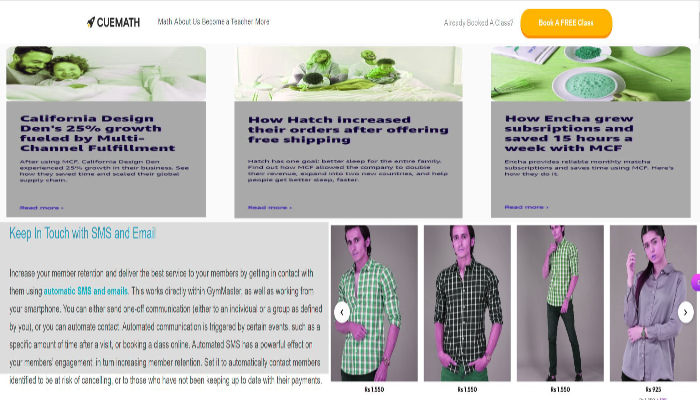 CUEMATH
Math About Us Become a Teacher More
Already Booked A Class?
Book A FREE Class
California Design
Den's 25% growth
fueled by Multi-
Channel Fulfillment
After using MCF, California Design Den
experienced 25% growth in their business. See
how they saved time and scaled their global
supply chain.
Read more ›
How Hatch increased
their orders after offering
free shipping
Hatch has one goal: better sleep for the entire family.
Find out how MCF allowed the company to double
their revenue, expand into two new countries, and help
people get better sleep, faster.
Read more ›
How Encha grew
subsriptions and
saved 15 hours a
week with MCF
Encha provides reliable monthly matcha
subscriptions and saves time using MCF. Here's
how they do it.
Read more ›
Keep In Touch with SMS and Email
Increase your member retention and deliver the best service to your members by getting in contact with
them using automatic SMS and emails. This works directly within GymMaster, as well as working from
your smartphone. You can either send one-off communication (either to an individual or a group as defined
by you), or you can automate contact. Automated communication is triggered by certain events, such as a
specific amount of time after a visit, or booking a class online. Automated SMS has a powerful effect on
your members' engagement, in turn increasing member retention. Set it to automatically contact members
identified to be at risk of cancelling, or to those who have not been keeping up to date with their payments.
Rs 1.550
Rs 1.550
Rs 1.550
Rs 925